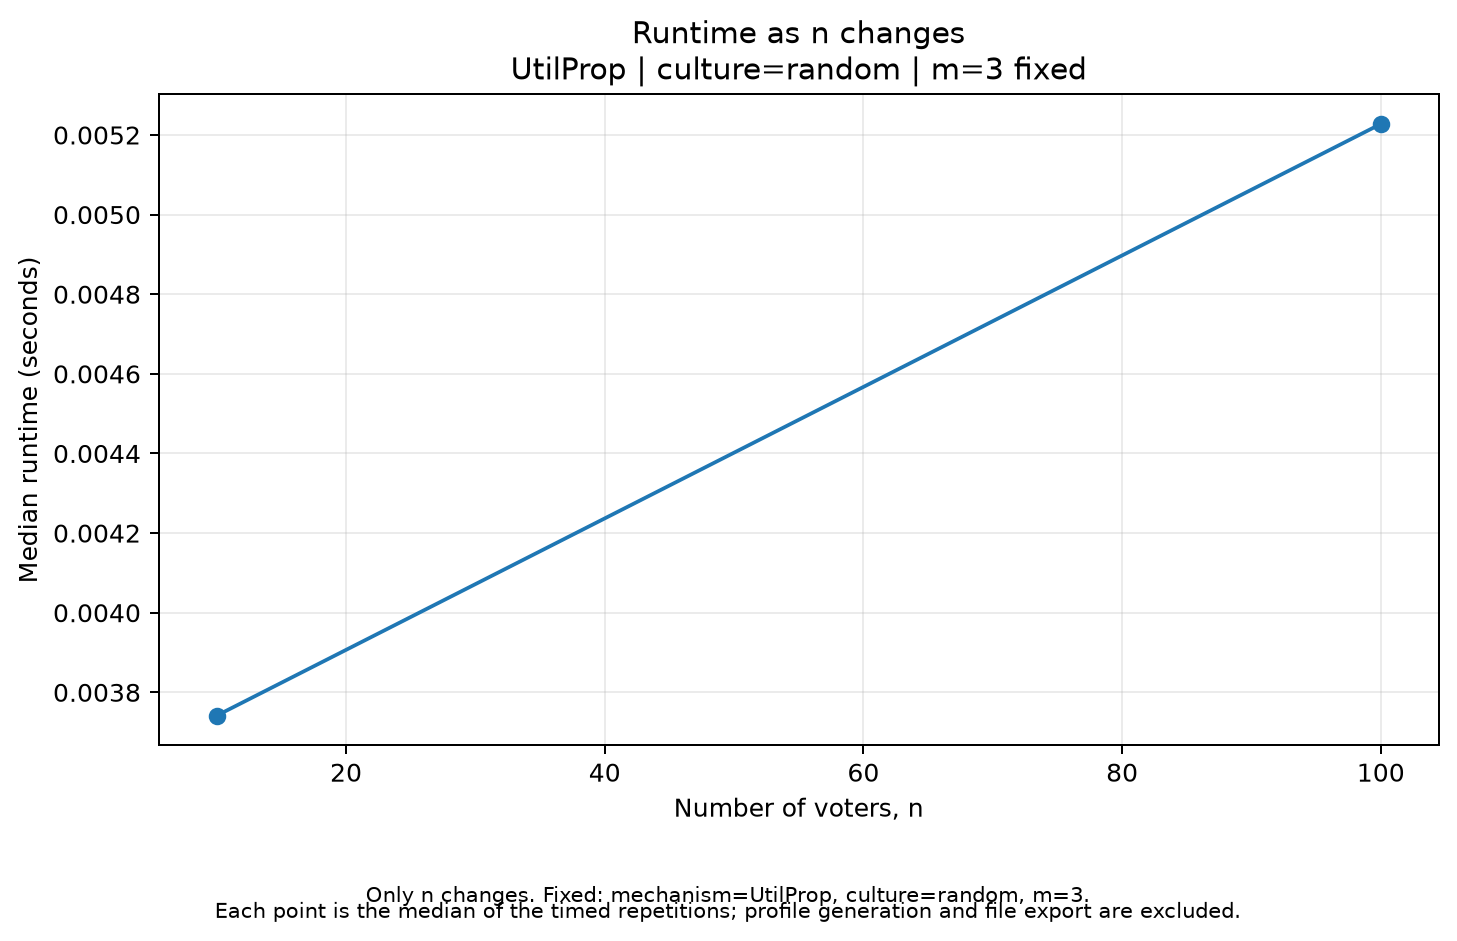 Runtime as n changes
UtilProp | culture=random | m=3 fixed
Median runtime (seconds)
0.0052
0.0050
0.0048
0.0046
0.0044
0.0042
0.0040
0.0038
20 40 60 80 100
Number of voters, n
Only n changes. Fixed: mechanism=UtilProp, culture=random, m=3.
Each point is the median of the timed repetitions; profile generation and file export are excluded.